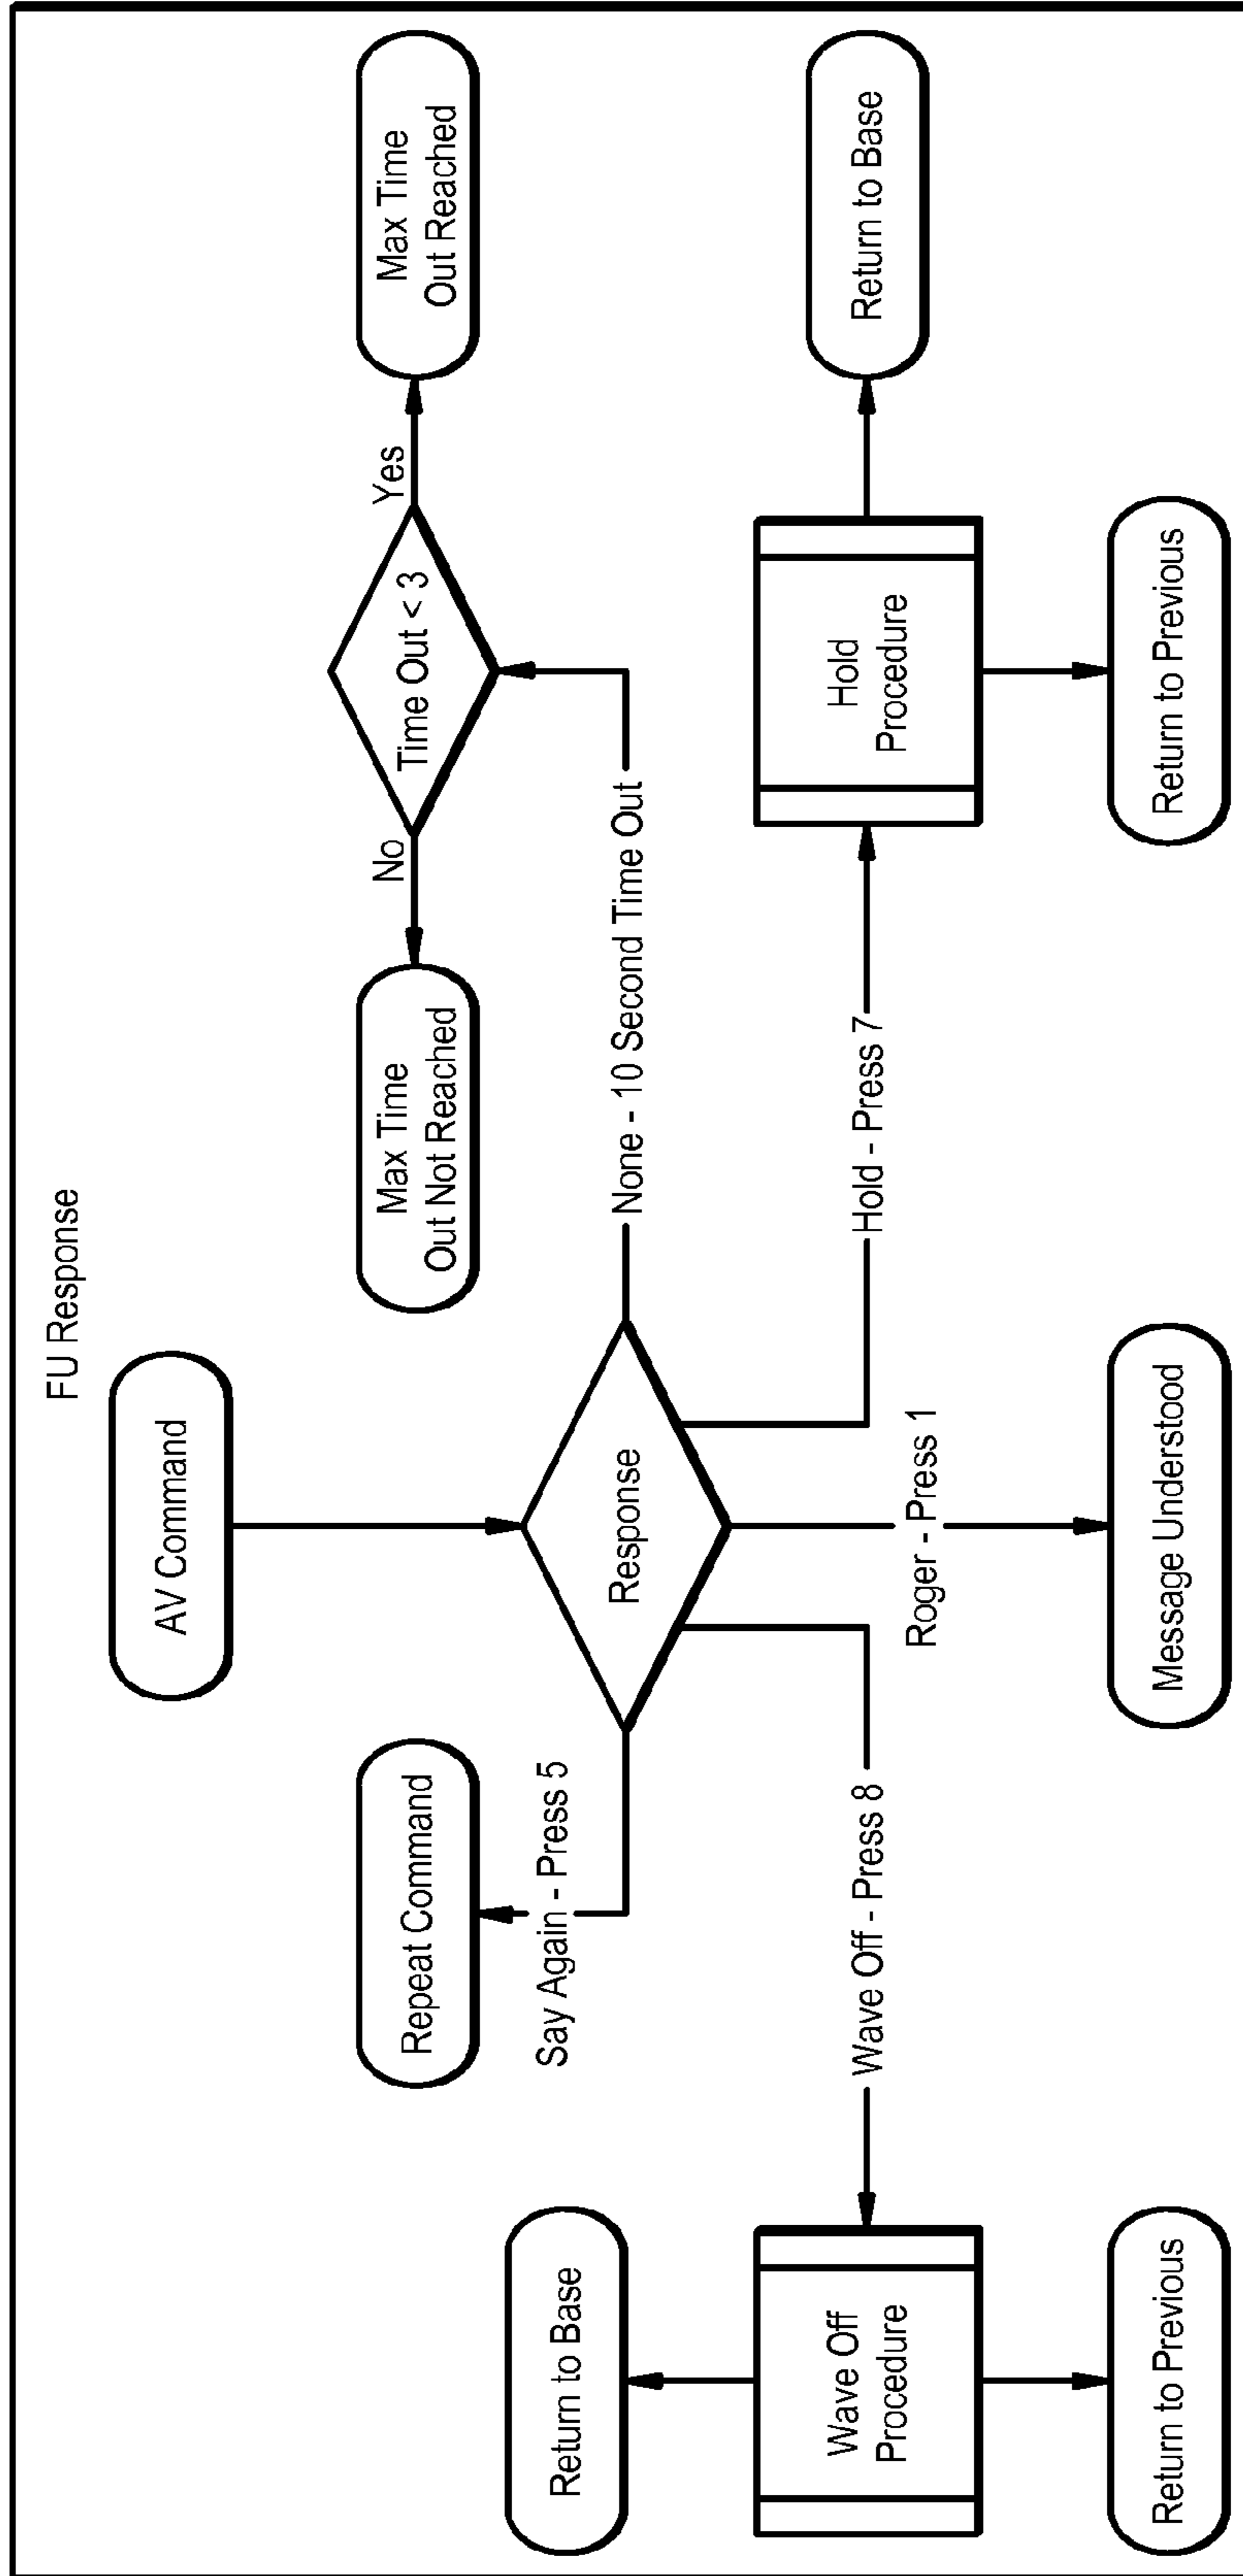 FU Response
AV Command
Repeat Command
Max Time
Out Not Reached
No
Time Out < 3
Yes
Max Time
Out Reached
Say Again - Press 5
Response
None - 10 Second Time Out
Return to Base
Wave Off
Procedure
Wave Off - Press 8
Roger - Press 1
Hold - Press 7
Hold
Procedure
Return to Base
Return to Previous
Message Understood
Return to Previous